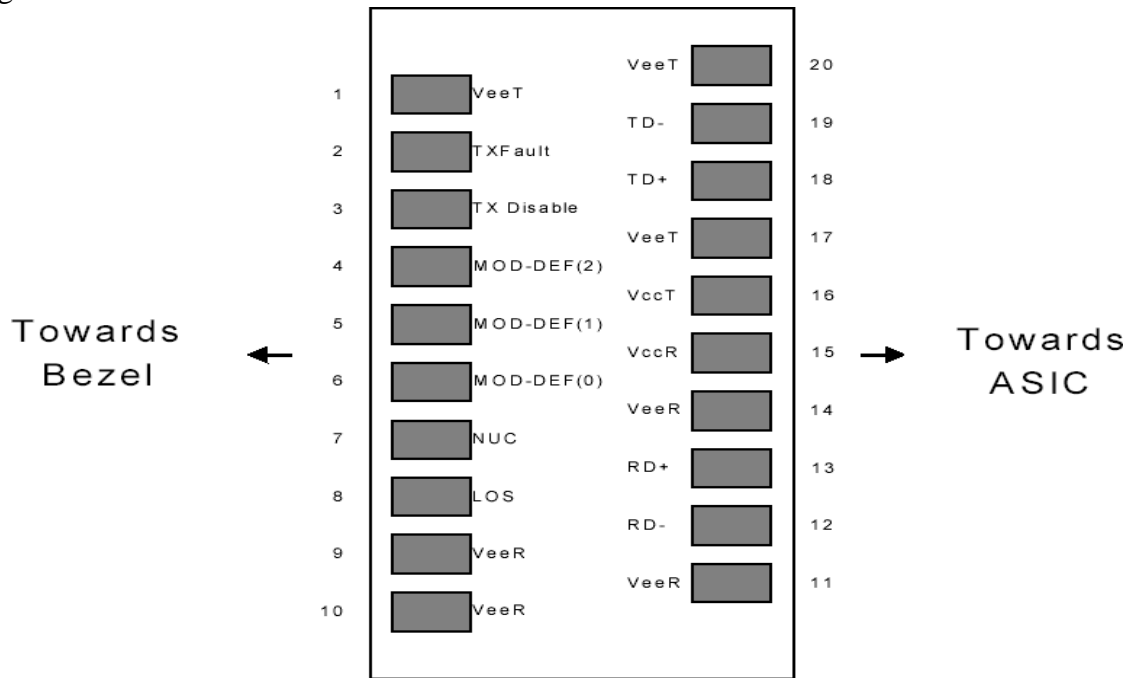 VeeT 20
1 VeeT
TD- 19
2 TXFault
TD+ 18
3 TX Disable
VeeT 17
4 MOD-DEF(2)
VccT 16
5 MOD-DEF(1)
Towards
Bezel
VccR 15
Towards
ASIC
6 MOD-DEF(0)
VeeR 14
7 NUC
RD+ 13
8 LOS
RD- 12
9 VeeR
VeeR 11
10 VeeR